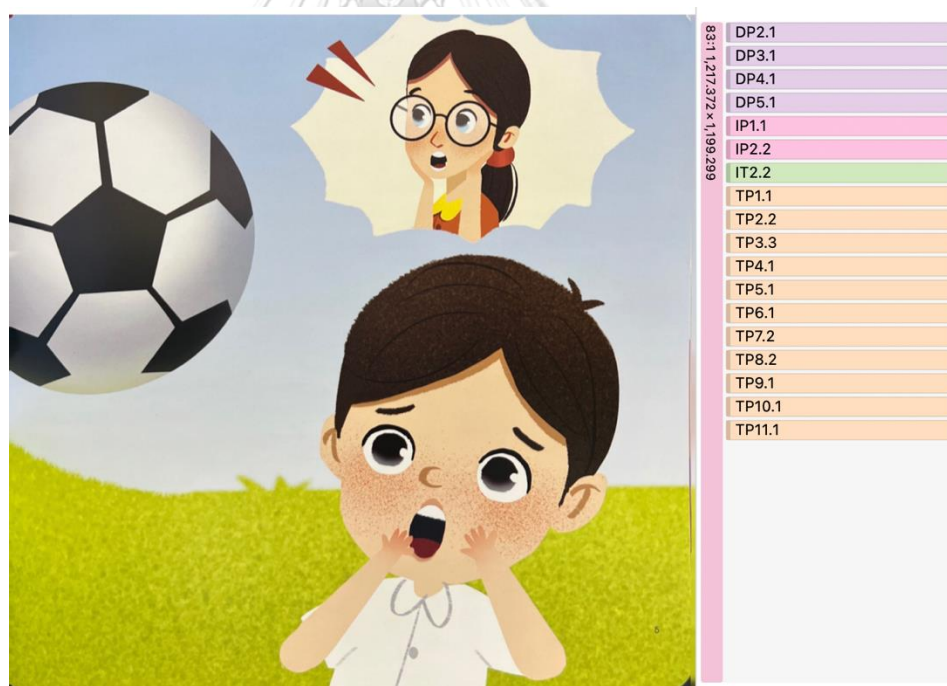 83:1 1,217.372 × 1,199.299
DP2.1
DP3.1
DP4.1
DP5.1
IP1.1
IP2.2
IT2.2
TP1.1
TP2.2
TP3.3
TP4.1
TP5.1
TP6.1
TP7.2
TP8.2
TP9.1
TP10.1
TP11.1
5